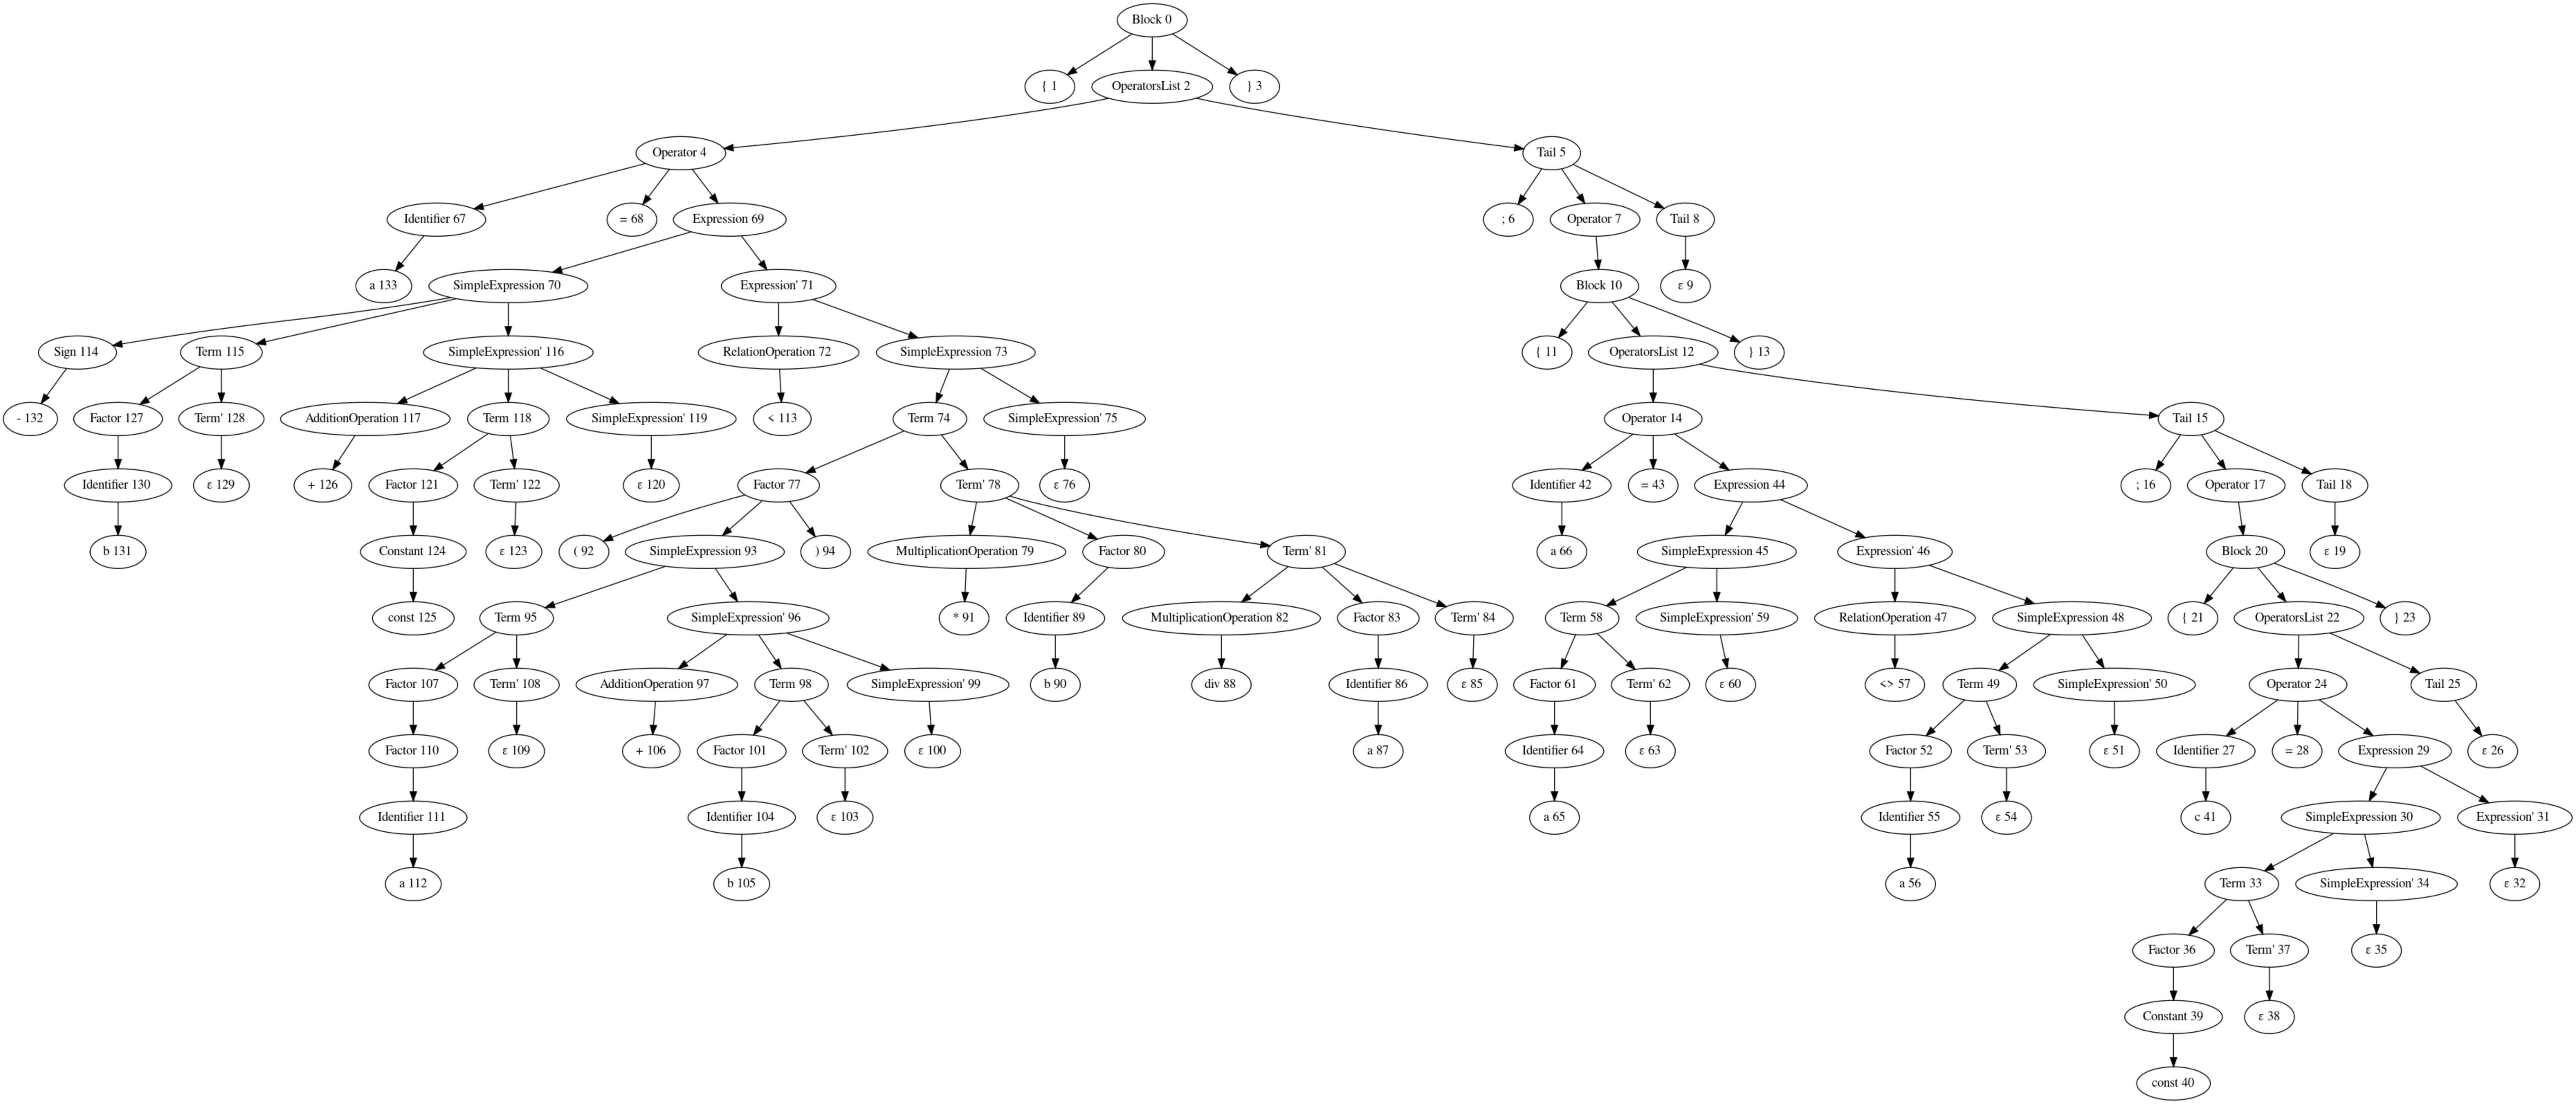 Block 0
{ 1
OperatorsList 2
} 3
Operator 4
Tail 5
Identifier 67
= 68
Expression 69
; 6
Operator 7
Tail 8
a 133
SimpleExpression 70
Expression' 71
Block 10
ε 9
Sign 114
Term 115
SimpleExpression' 116
RelationOperation 72
SimpleExpression 73
{ 11
OperatorsList 12
} 13
- 132
Factor 127
Term' 128
AdditionOperation 117
Term 118
SimpleExpression' 119
< 113
Term 74
SimpleExpression' 75
Operator 14
Tail 15
Identifier 130
ε 129
+ 126
Factor 121
Term' 122
ε 120
Factor 77
Term' 78
ε 76
Identifier 42
= 43
Expression 44
; 16
Operator 17
Tail 18
b 131
Constant 124
ε 123
( 92
SimpleExpression 93
) 94
MultiplicationOperation 79
Factor 80
Term' 81
a 66
SimpleExpression 45
Expression' 46
Block 20
ε 19
const 125
Term 95
SimpleExpression' 96
* 91
Identifier 89
MultiplicationOperation 82
Factor 83
Term' 84
Term 58
SimpleExpression' 59
RelationOperation 47
SimpleExpression 48
{ 21
OperatorsList 22
} 23
Factor 107
Term' 108
AdditionOperation 97
Term 98
SimpleExpression' 99
b 90
div 88
Identifier 86
ε 85
Factor 61
Term' 62
ε 60
<> 57
Term 49
SimpleExpression' 50
Operator 24
Tail 25
Factor 110
ε 109
+ 106
Factor 101
Term' 102
ε 100
a 87
Identifier 64
ε 63
Factor 52
Term' 53
ε 51
Identifier 27
= 28
Expression 29
ε 26
Identifier 111
Identifier 104
ε 103
a 65
Identifier 55
ε 54
c 41
SimpleExpression 30
Expression' 31
a 112
b 105
a 56
Term 33
SimpleExpression' 34
ε 32
Factor 36
Term' 37
ε 35
Constant 39
ε 38
const 40